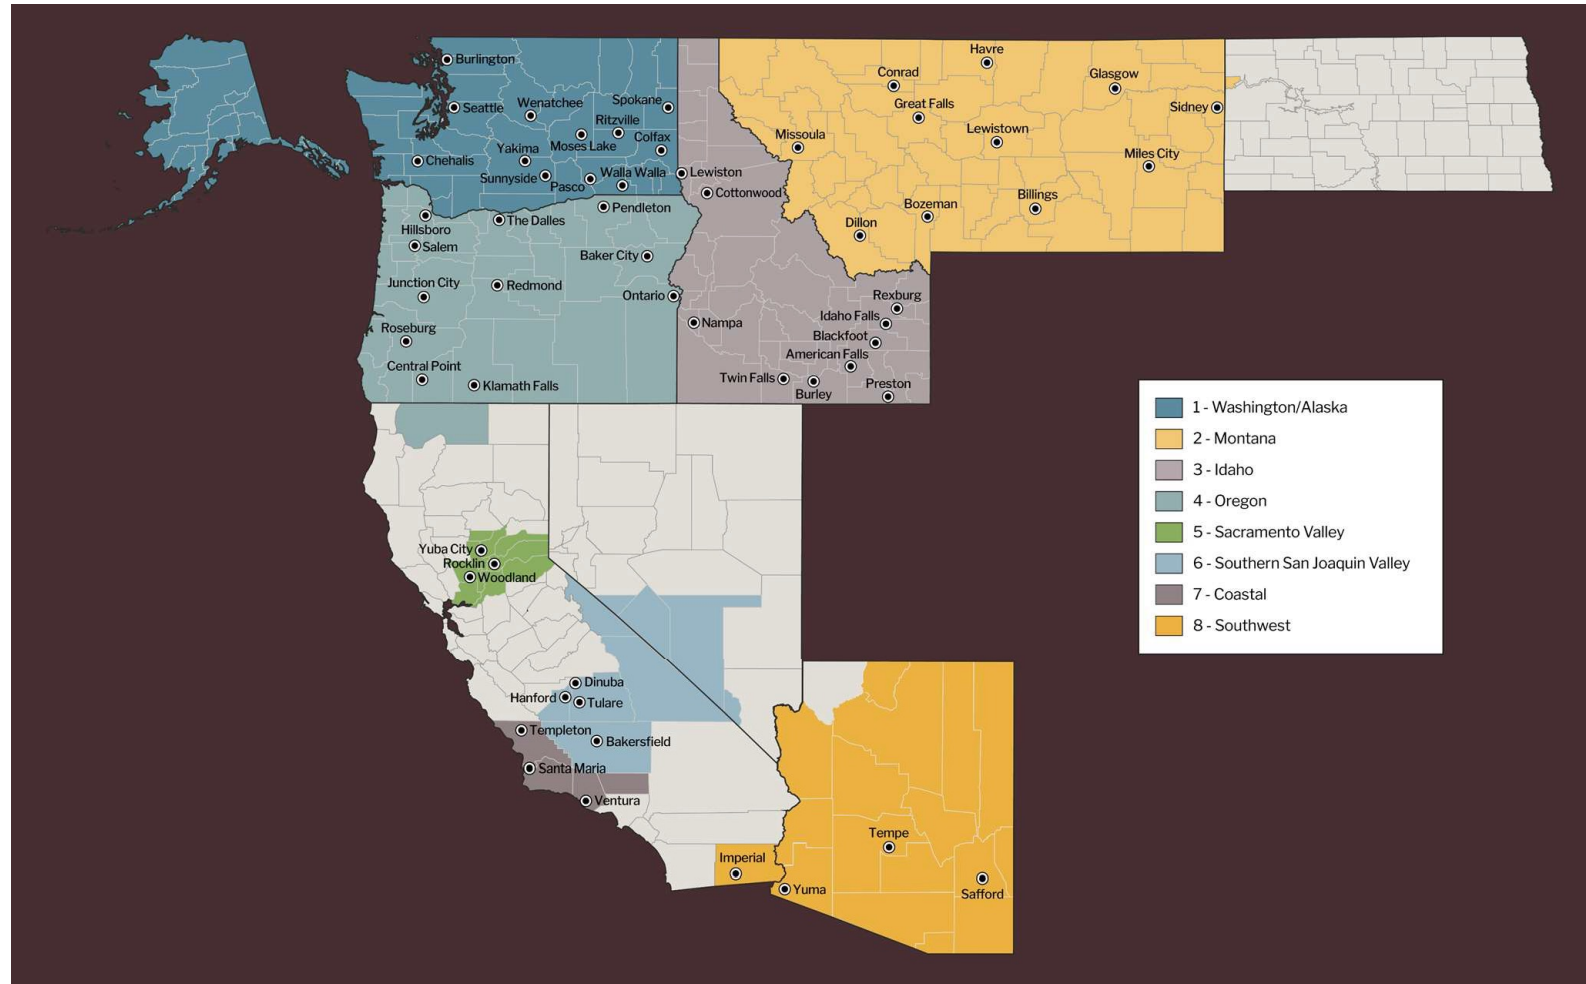 Burlington
Seattle
Wenatchee
Spokane
Ritzville
Moses Lake
Colfax
Chehalis
Yakima
Sunnyside
Pasco
Walla Walla
Lewiston
Cottonwood
Havre
Conrad
Glasgow
Great Falls
Sidney
Lewistown
Missoula
Miles City
Billings
Bozeman
Dillon
Pendleton
The Dalles
Hillsboro
Salem
Baker City
Junction City
Redmond
Ontario
Roseburg
Central Point
Klamath Falls
Nampa
Rexburg
Idaho Falls
Blackfoot
American Falls
Twin Falls
Burley
Preston
1 - Washington/Alaska
2 - Montana
3 - Idaho
4 - Oregon
5 - Sacramento Valley
6 - Southern San Joaquin Valley
7 - Coastal
8 - Southwest
Yuba City
Rocklin
Woodland
Dinuba
Hanford
Tulare
Templeton
Bakersfield
Santa Maria
Ventura
Imperial
Yuma
Tempe
Safford